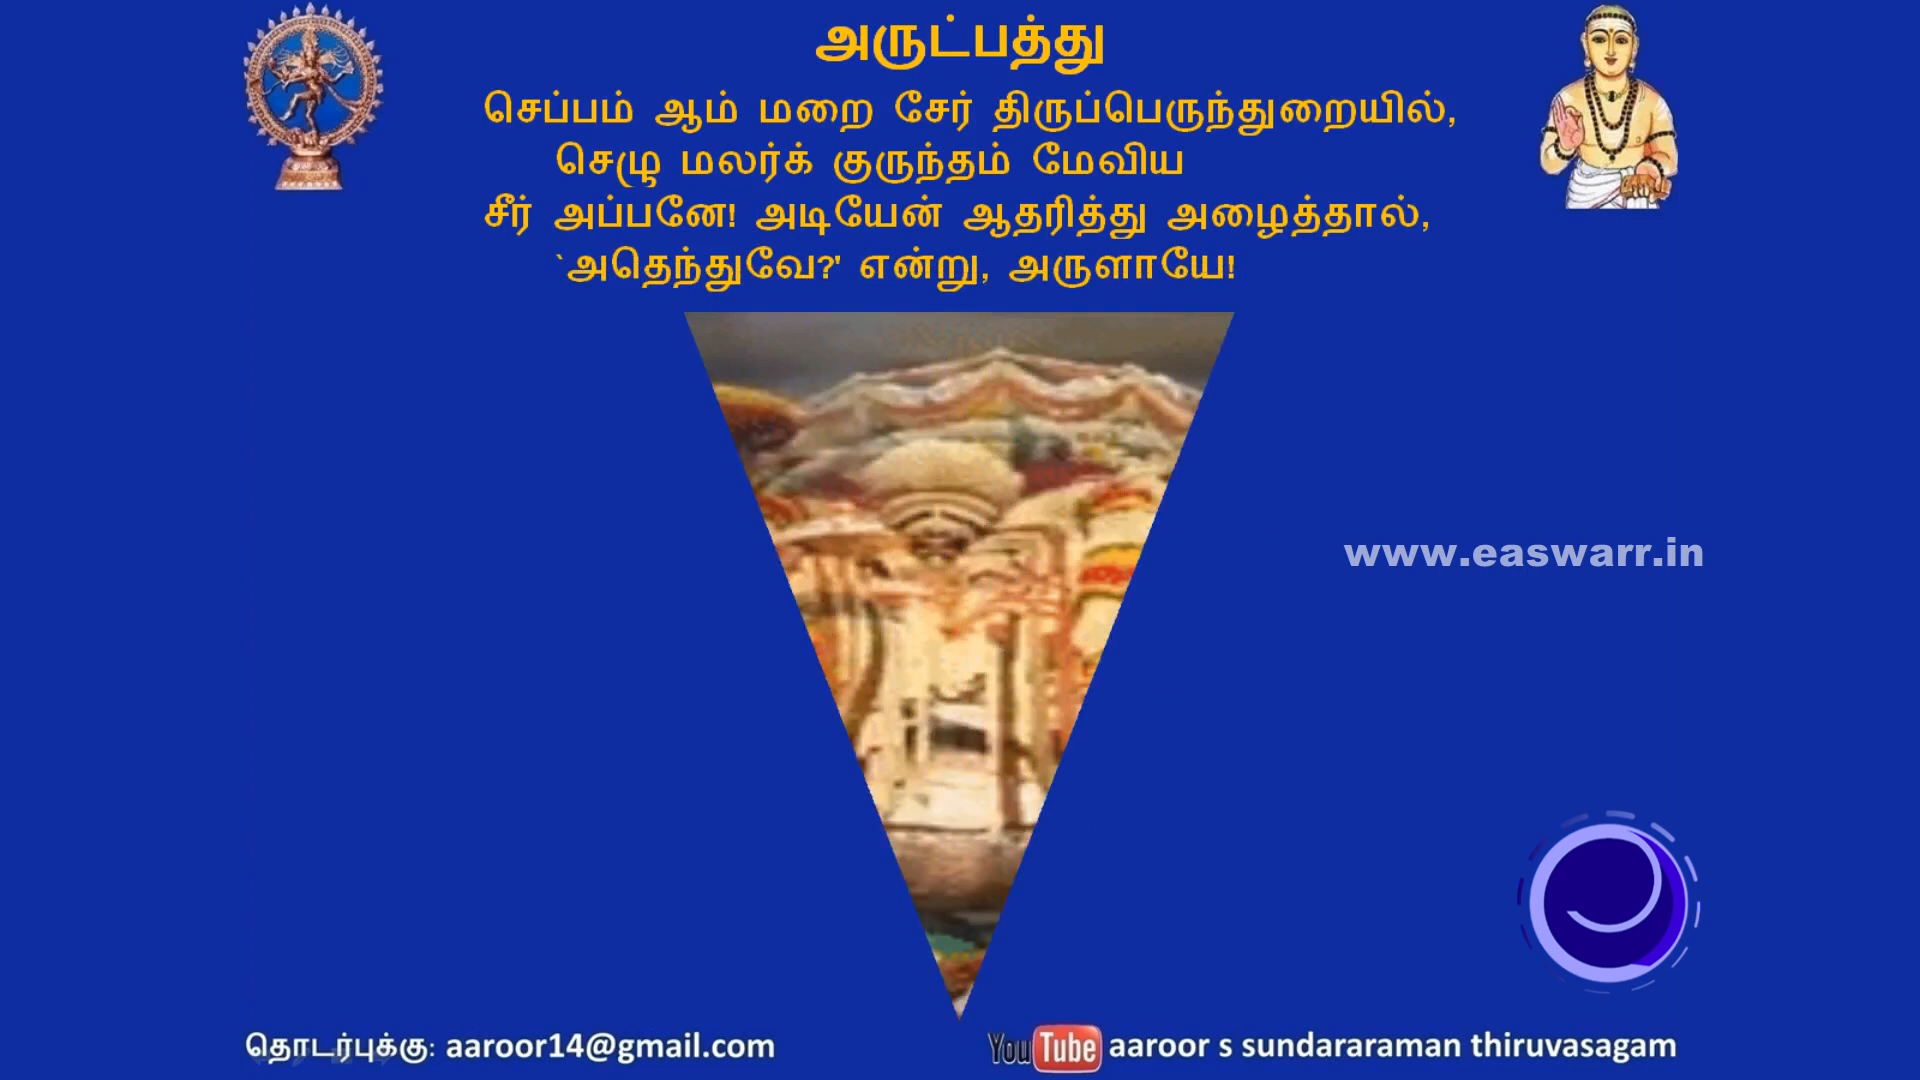 அருட்பத்து
செப்பம் ஆம் மறை சேர் திருப்பெருந்துறையில்,
செழு மலர்க் குருந்தம் மேவிய
சீர் அப்பனே! அடியேன் ஆதரித்து அழைத்தால்,
`அதெந்துவே?' என்று, அருளாயே!
www.easwarr.in
தொடர்புக்கு: aaroor14@gmail.com
YouTube aaroor s sundararaman thiruvasagam